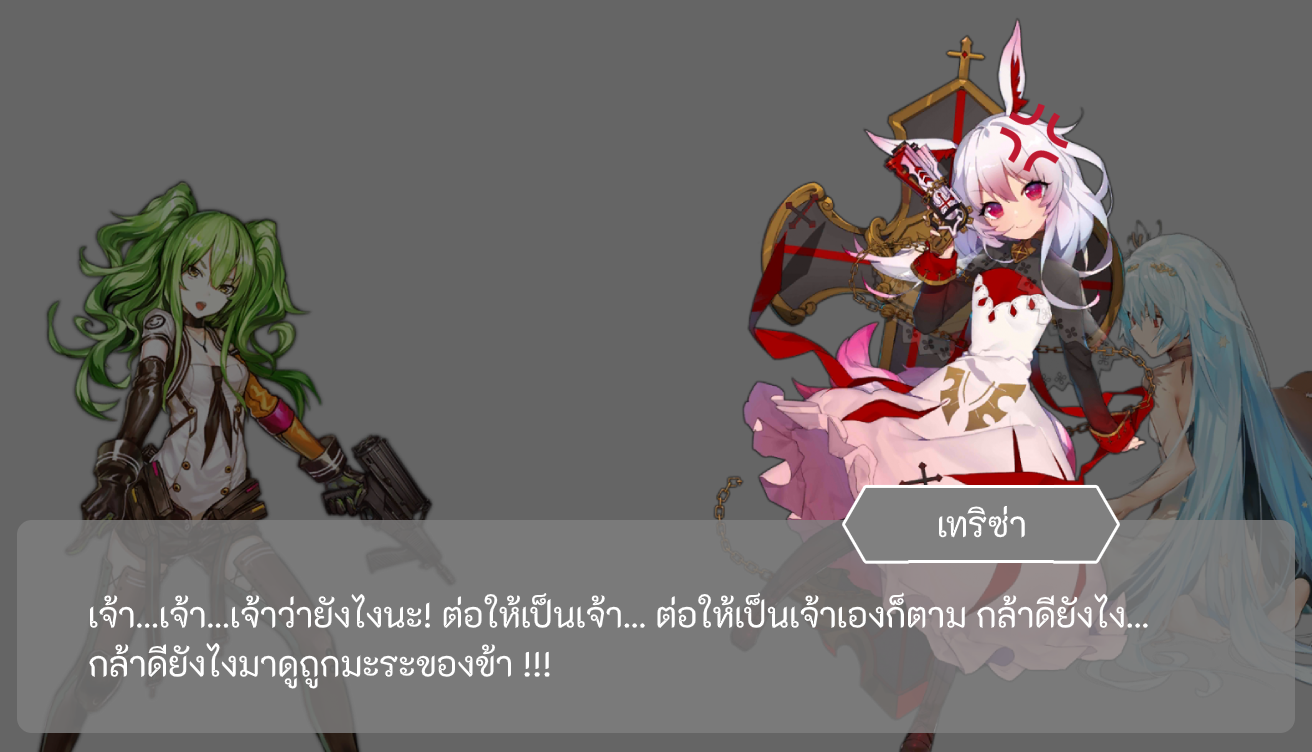 เทริซ่า
เจ้า...เจ้า...เจ้าว่ายังไงนะ! ต่อให้เป็นเจ้า... ต่อให้เป็นเจ้าเองก็ตาม กล้าดียังไง...
กล้าดียังไงมาดูถูกมะระของข้า !!!